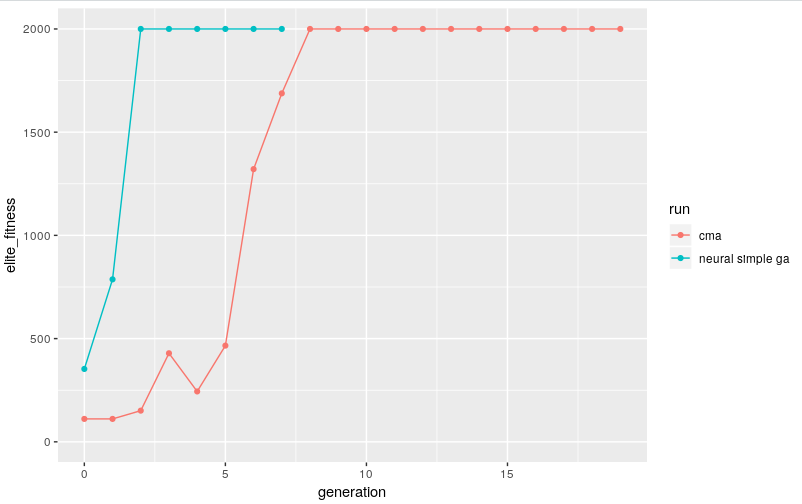 2000
1500
1000
500
0
elite_fitness
0 5 10 15
generation
run
cma
neural simple ga